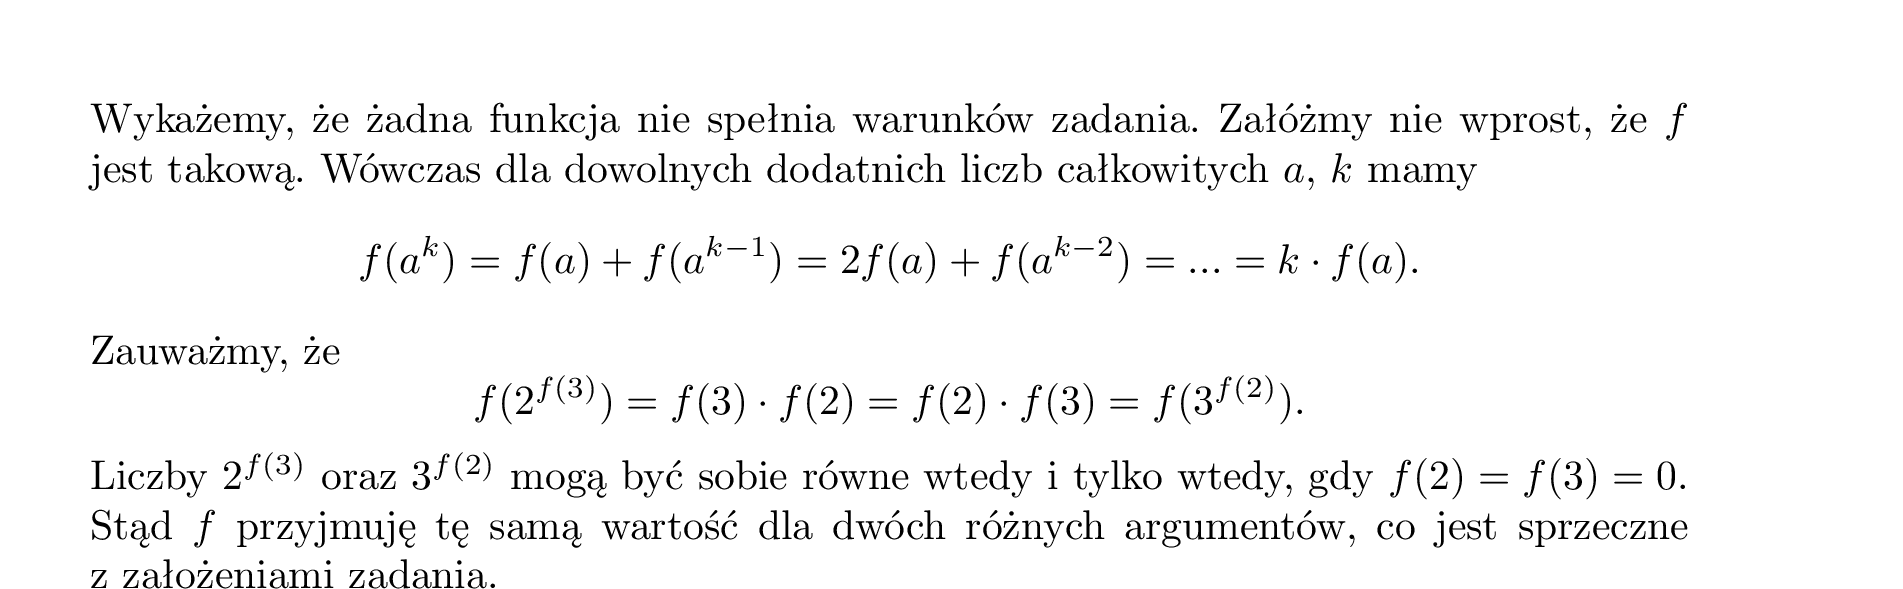 Wykażemy, że żadna funkcja nie spełnia warunków zadania. Załóżmy nie wprost, że f
jest takową. Wówczas dla dowolnych dodatnich liczb całkowitych a, k mamy
f(a^k) = f(a) + f(a^{k−1}) = 2f(a) + f(a^{k−2}) = ... = k · f(a).
Zauważmy, że
f(2^{f(3)}) = f(3) · f(2) = f(2) · f(3) = f(3^{f(2)}).
Liczby 2^{f(3)} oraz 3^{f(2)} mogą być sobie równe wtedy i tylko wtedy, gdy f(2) = f(3) = 0.
Stąd f przyjmuję tę samą wartość dla dwóch różnych argumentów, co jest sprzeczne
z założeniami zadania.